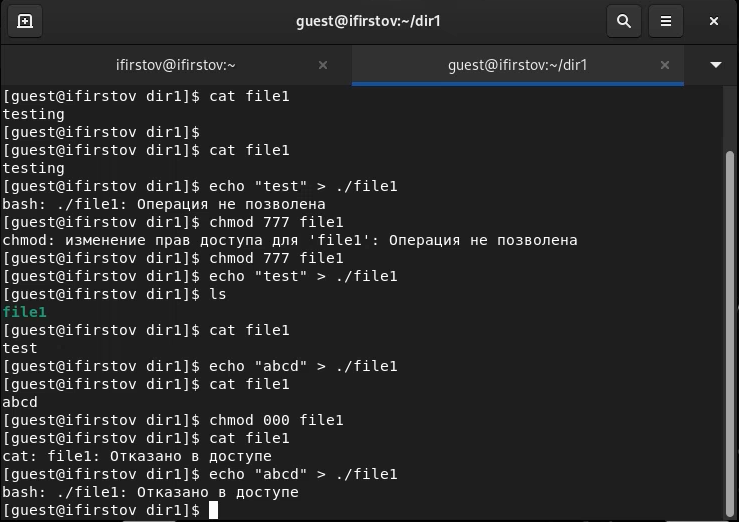 guest@ifirstov:~/dir1
ifirstov@ifirstov:~
guest@ifirstov:~/dir1
[guest@ifirstov dir1]$ cat file1
testing
[guest@ifirstov dir1]$
[guest@ifirstov dir1]$ cat file1
testing
[guest@ifirstov dir1]$ echo "test" > ./file1
bash: ./file1: Операция не позволена
[guest@ifirstov dir1]$ chmod 777 file1
chmod: изменение прав доступа для 'file1': Операция не позволена
[guest@ifirstov dir1]$ chmod 777 file1
[guest@ifirstov dir1]$ echo "test" > ./file1
[guest@ifirstov dir1]$ ls
file1
[guest@ifirstov dir1]$ cat file1
test
[guest@ifirstov dir1]$ echo "abcd" > ./file1
[guest@ifirstov dir1]$ cat file1
abcd
[guest@ifirstov dir1]$ chmod 000 file1
[guest@ifirstov dir1]$ cat file1
cat: file1: Отказано в доступе
[guest@ifirstov dir1]$ echo "abcd" > ./file1
bash: ./file1: Отказано в доступе
[guest@ifirstov dir1]$